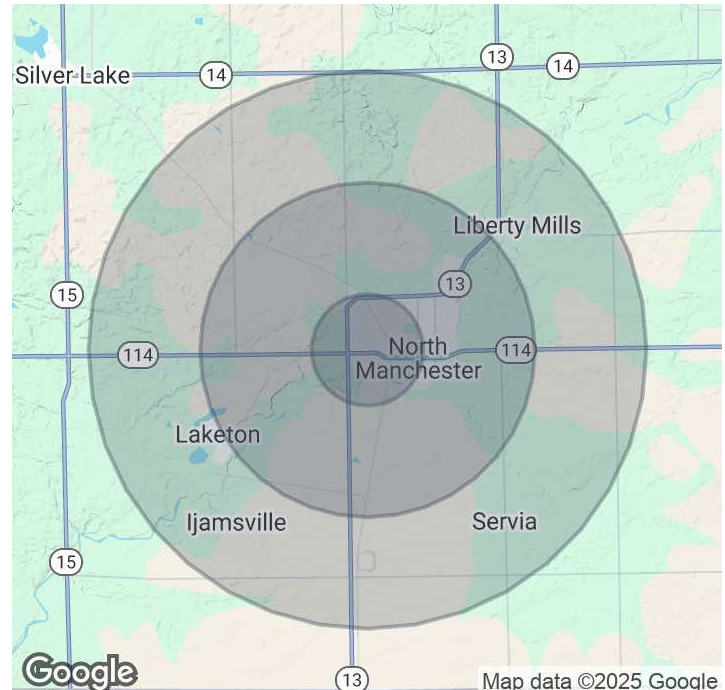 13
Silver Lake
14
14
Liberty Mills
13
15
North
Manchester
114
114
Laketon
Ijamsville
Servia
15
Google
13
Map data ©2025 Google